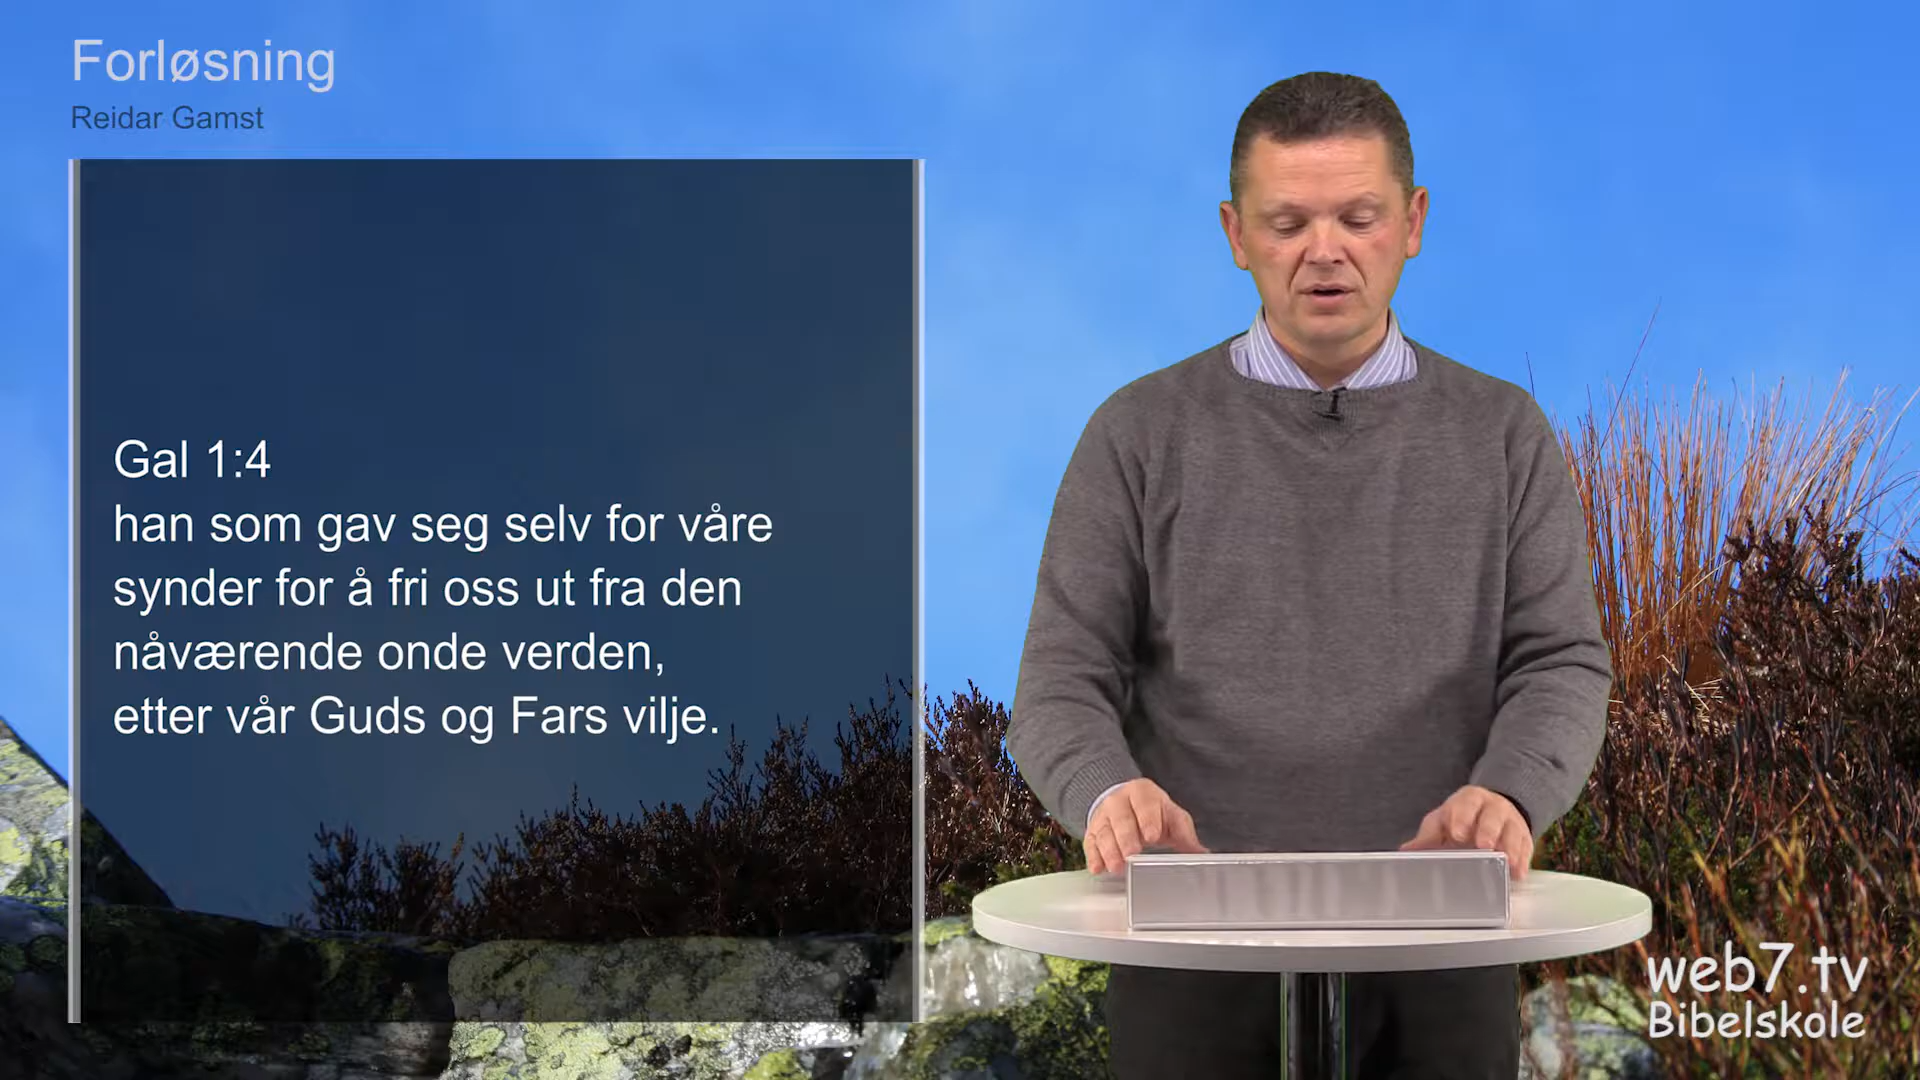 Forløsning
Reidar Gamst
Gal 1:4
han som gav seg selv for våre
synder for å fri oss ut fra den
nåværende onde verden,
etter vår Guds og Fars vilje.
web7.tv
Bibelskole